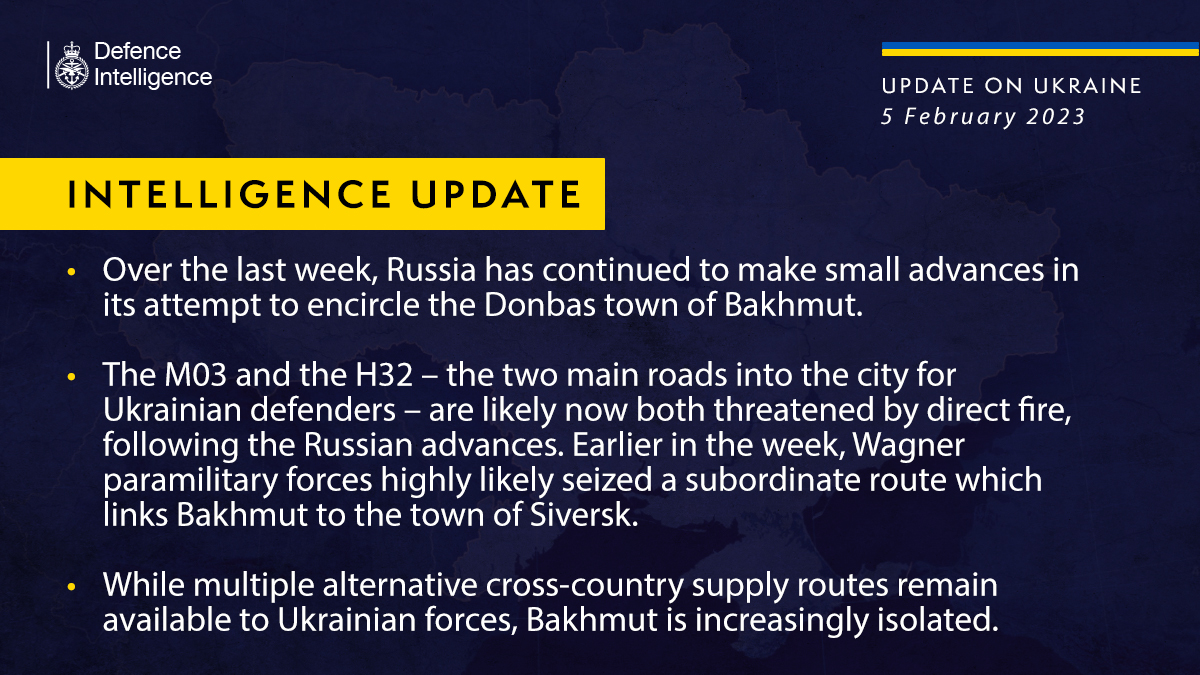 Defence
Intelligence
UPDATE ON UKRAINE
5 February 2023
INTELLIGENCE UPDATE
• Over the last week, Russia has continued to make small advances in
its attempt to encircle the Donbas town of Bakhmut.
• The M03 and the H32 – the two main roads into the city for
Ukrainian defenders – are likely now both threatened by direct fire,
following the Russian advances. Earlier in the week, Wagner
paramilitary forces highly likely seized a subordinate route which
links Bakhmut to the town of Siversk.
• While multiple alternative cross-country supply routes remain
available to Ukrainian forces, Bakhmut is increasingly isolated.